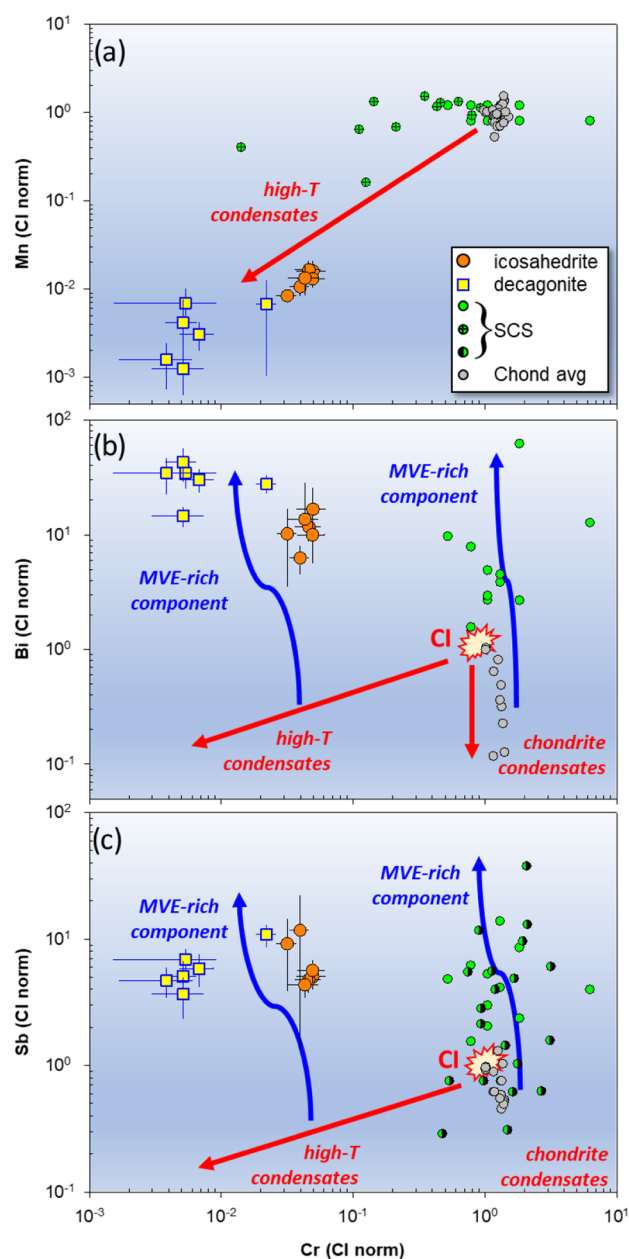 (a)
10¹
10⁰
10⁻¹
10⁻²
10⁻³
Mn (CI norm)
high-T
condensates
icosahedrite
decagonite
SCS
Chond avg
(b)
10²
10¹
10⁰
10⁻¹
Bi (CI norm)
MVE-rich
component
MVE-rich
component
CI
high-T
condensates
chondrite
condensates
(c)
10²
10¹
10⁰
10⁻¹
Sb (CI norm)
MVE-rich
component
MVE-rich
component
CI
high-T
condensates
chondrite
condensates
10⁻³ 10⁻² 10⁻¹ 10⁰ 10¹
Cr (CI norm)